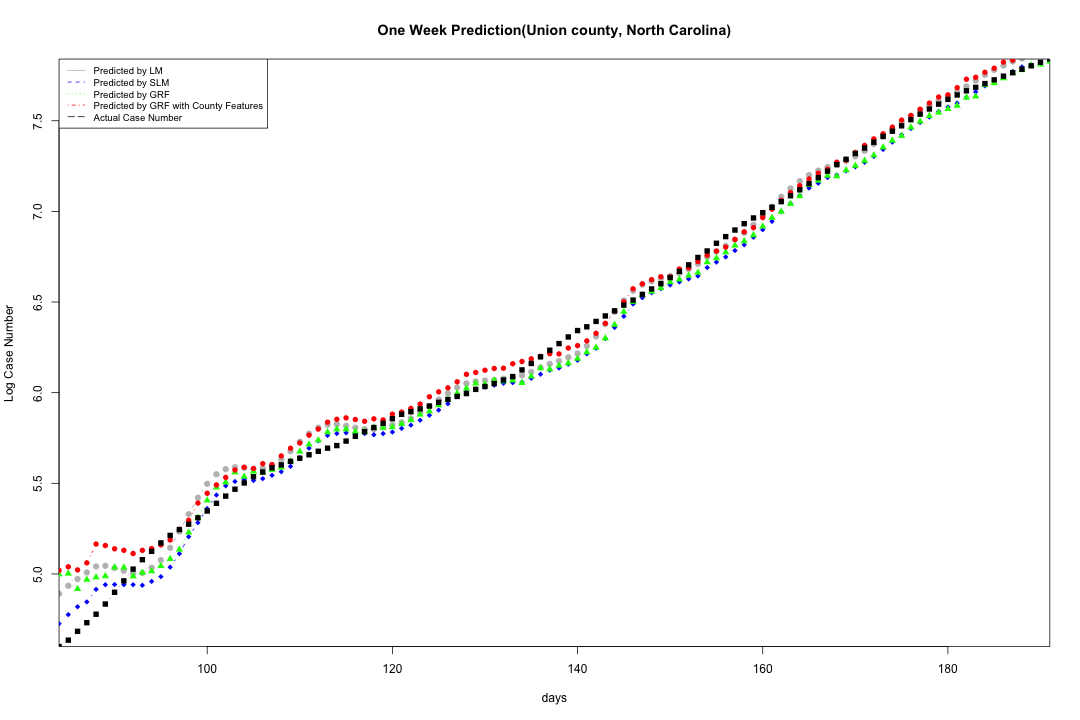 One Week Prediction(Union county, North Carolina)
Predicted by LM
Predicted by SLM
Predicted by GRF
Predicted by GRF with County Features
Actual Case Number
Log Case Number
7.5
7.0
6.5
6.0
5.5
5.0
100 120 140 160 180
days